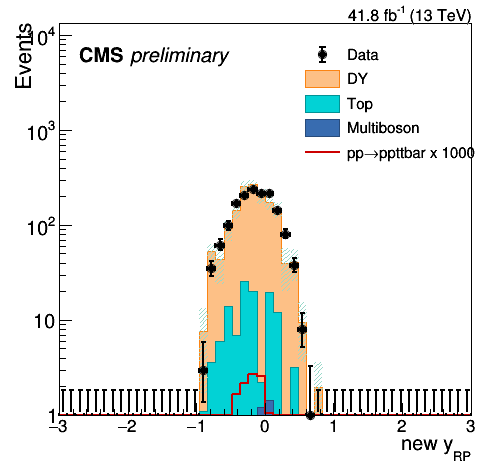 41.8 fb-1 (13 TeV)
Events
CMS preliminary
Data
DY
Top
Multiboson
pp→ppttbar x 1000
10^4
10^3
10^2
10
1
−3 −2 −1 0 1 2 3
new y_RP